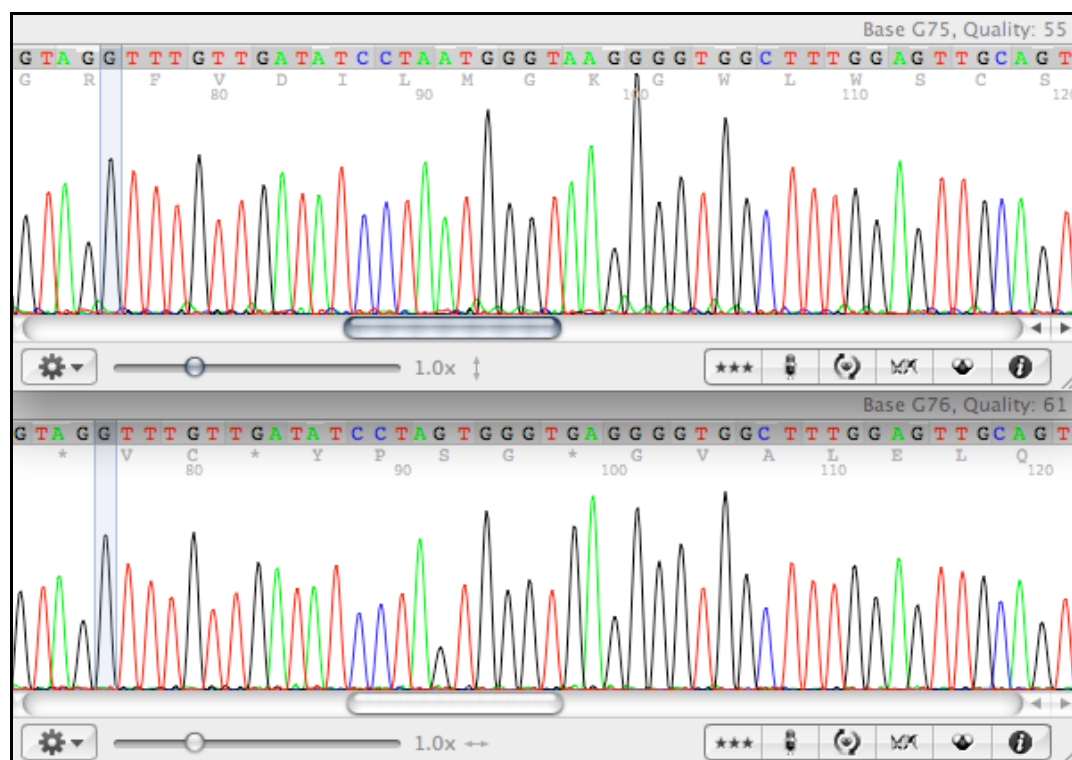 Base G75, Quality: 55
G T A G G T T T G T T G A T A T C C T A A T G G G T A A G G G G T G G C T T T G G A G T T G C A G T
G R F V D I L M G K G W L W S C S
80 90 100 110 120
1.0x
Base G76, Quality: 61
G T A G G T T T G T T G A T A T C C T A G T G G G T G A G G G G T G G C T T T G G A G T T G C A G T
* V C * Y P S G * G V A L E L Q
80 90 100 110 120
1.0x